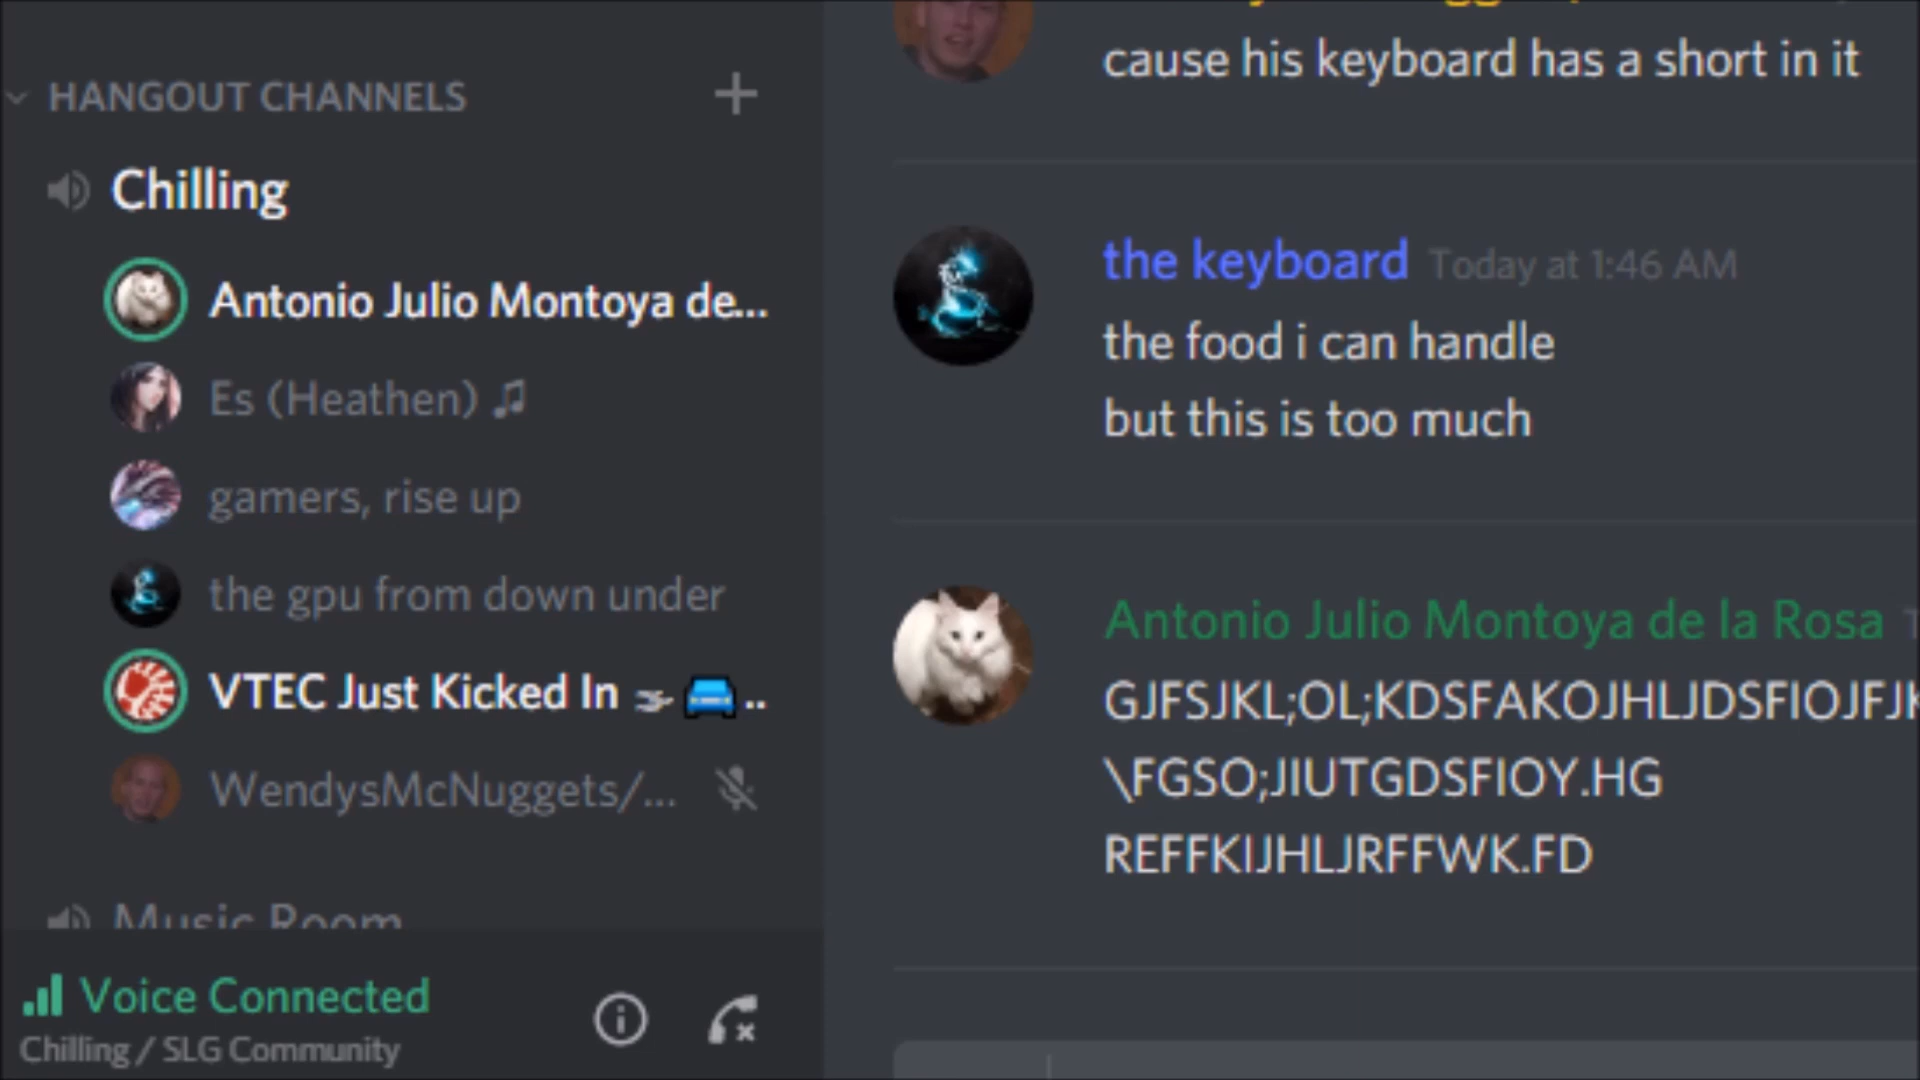 HANGOUT CHANNELS
Chilling
Antonio Julio Montoya de...
Es (Heathen)
gamers, rise up
the gpu from down under
VTEC Just Kicked In 🔫🚙..
WendysMcNuggets/...
Music Room
Voice Connected
Chilling / SLG Community
cause his keyboard has a short in it
the keyboard Today at 1:46 AM
the food i can handle
but this is too much
Antonio Julio Montoya de la Rosa
GJFSJKL;OL;KDSFAKOJHLJDSFIOJFJK
\FGSO;JIUTGDSFIOY.HG
REFFKIJHLJRFFWK.FD